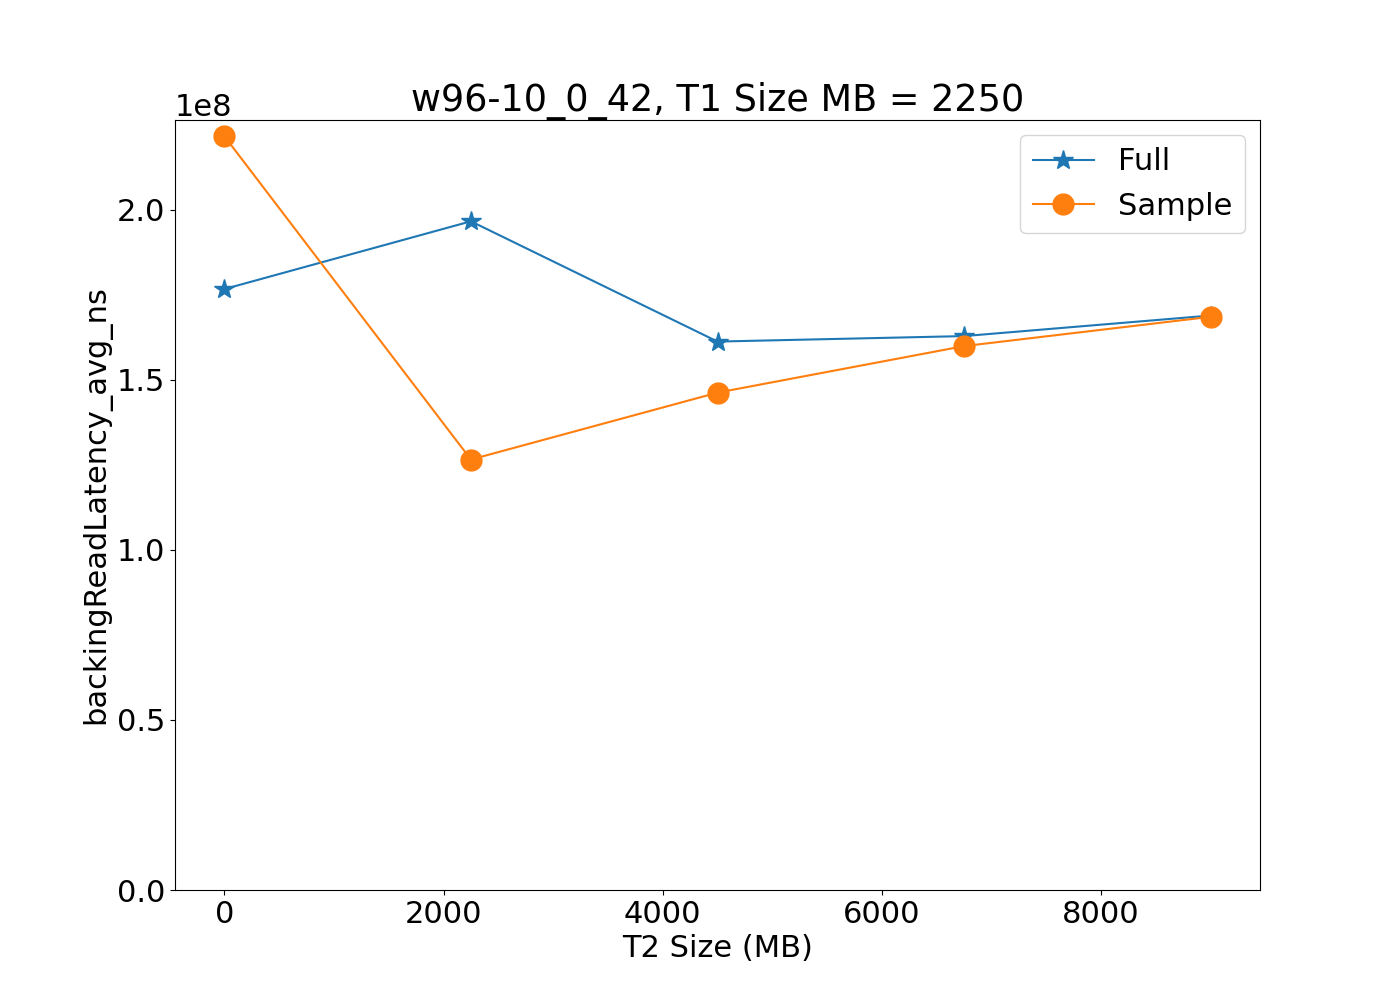 w96-10_0_42, T1 Size MB = 2250
1e8
Full
Sample
2.0
1.5
1.0
0.5
0.0
backingReadLatency_avg_ns
0 2000 4000 6000 8000
T2 Size (MB)